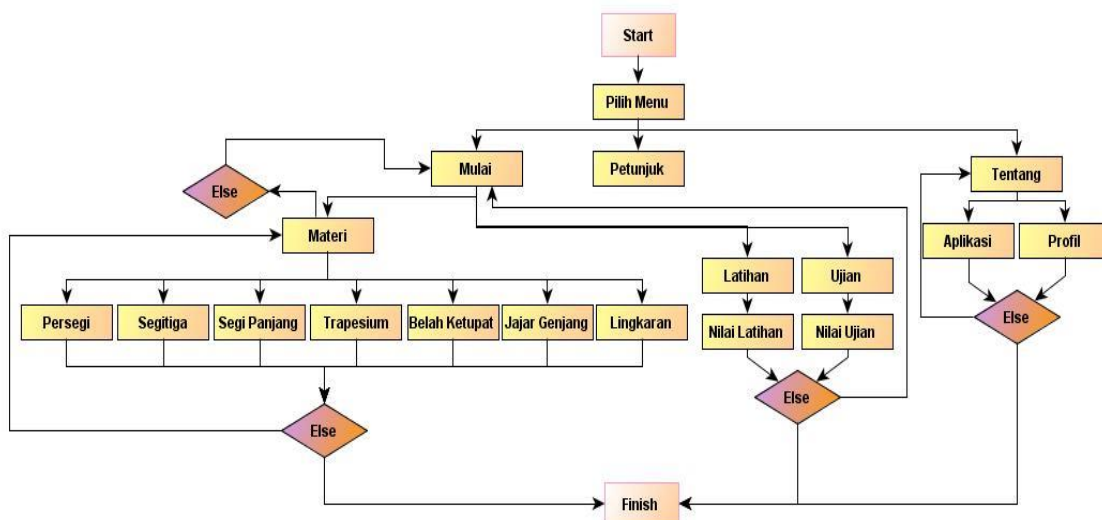 Start
Pilih Menu
Mulai
Petunjuk
Tentang
Else
Materi
Aplikasi
Profil
Latihan
Ujian
Persegi
Segitiga
Segi Panjang
Trapesium
Belah Ketupat
Jajar Genjang
Lingkaran
Nilai Latihan
Nilai Ujian
Else
Else
Else
Finish